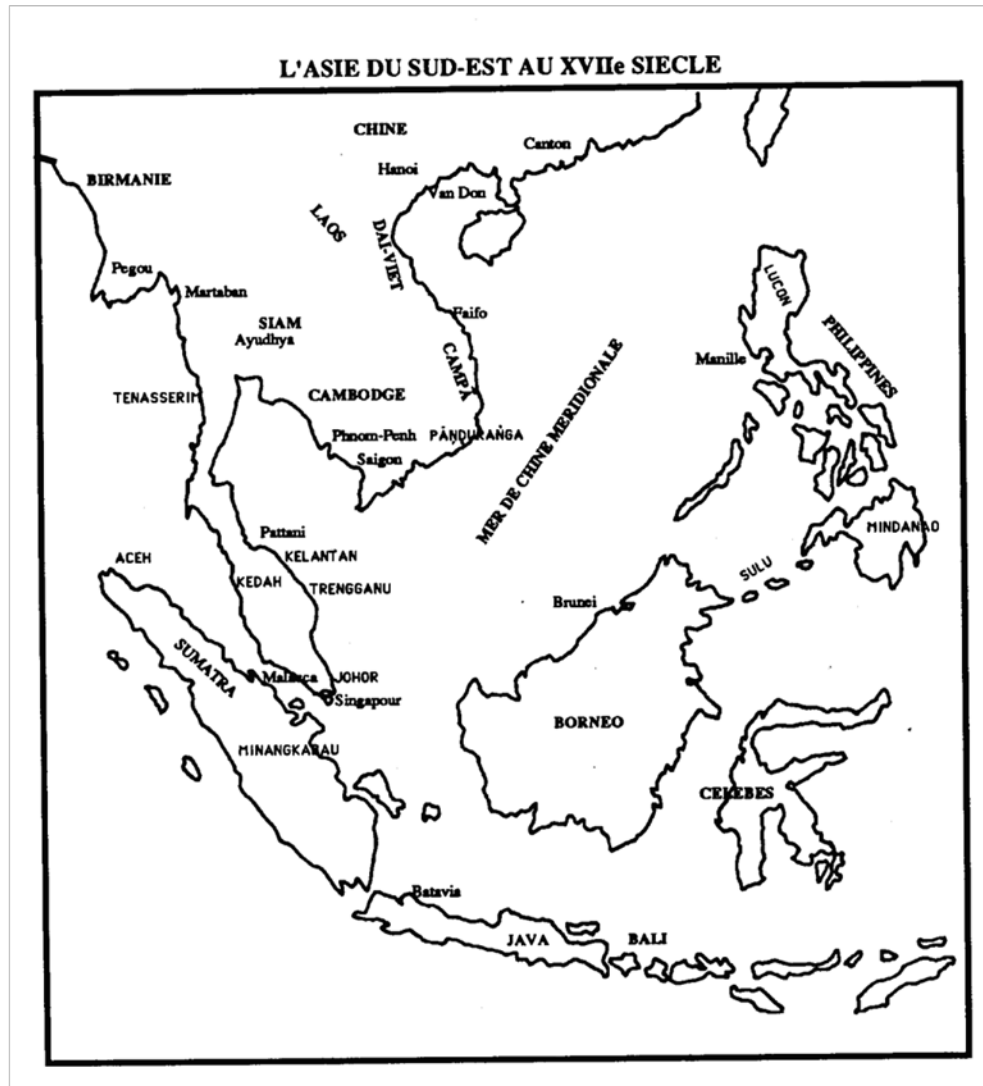 L'ASIE DU SUD-EST AU XVIIe SIECLE
CHINE
Canton
Hanoi
Van Don
BIRMANIE
LAOS
DAI-VIET
Pegou
Martaban
LUCON
PHILIPPINES
SIAM
Ayudhya
Faifo
CAMPĀ
Manille
MER DE CHINE MERIDIONALE
TENASSERIM
CAMBODGE
Phnom-Penh
PĀṆḌURAṄGA
Saigon
Pattani
MINDANAO
ACEH
KELANTAN
KEDAH
TRENGGANU
SULU
Brunei
SUMATRA
Malacca
JOHOR
Singapour
BORNEO
MINANGKABAU
CELEBES
Batavia
JAVA
BALI